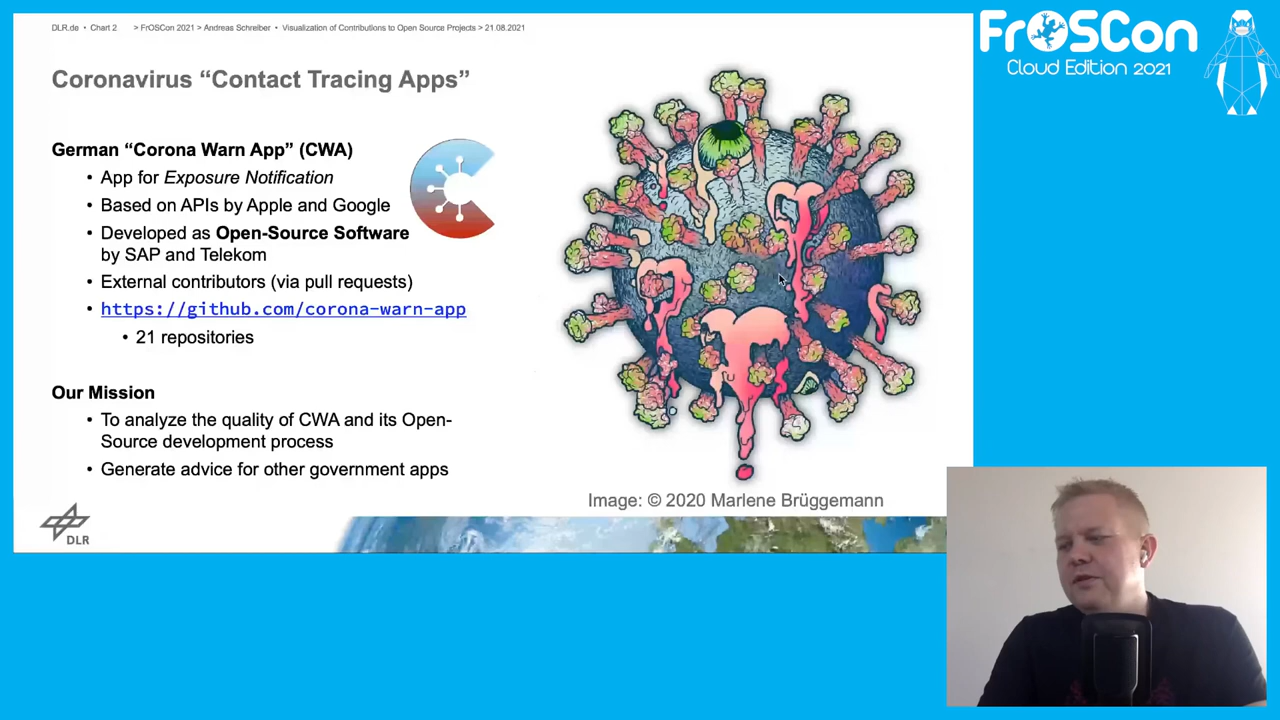 DLR.de • Chart 2 > FrOSCon 2021 > Andreas Schreiber • Visualization of Contributions to Open Source Projects > 21.08.2021
FrOSCon
Cloud Edition 2021
Coronavirus “Contact Tracing Apps”
German “Corona Warn App” (CWA)
• App for Exposure Notification
• Based on APIs by Apple and Google
• Developed as Open-Source Software
by SAP and Telekom
• External contributors (via pull requests)
• https://github.com/corona-warn-app
• 21 repositories
Our Mission
• To analyze the quality of CWA and its Open-
Source development process
• Generate advice for other government apps
Image: © 2020 Marlene Brüggemann
DLR